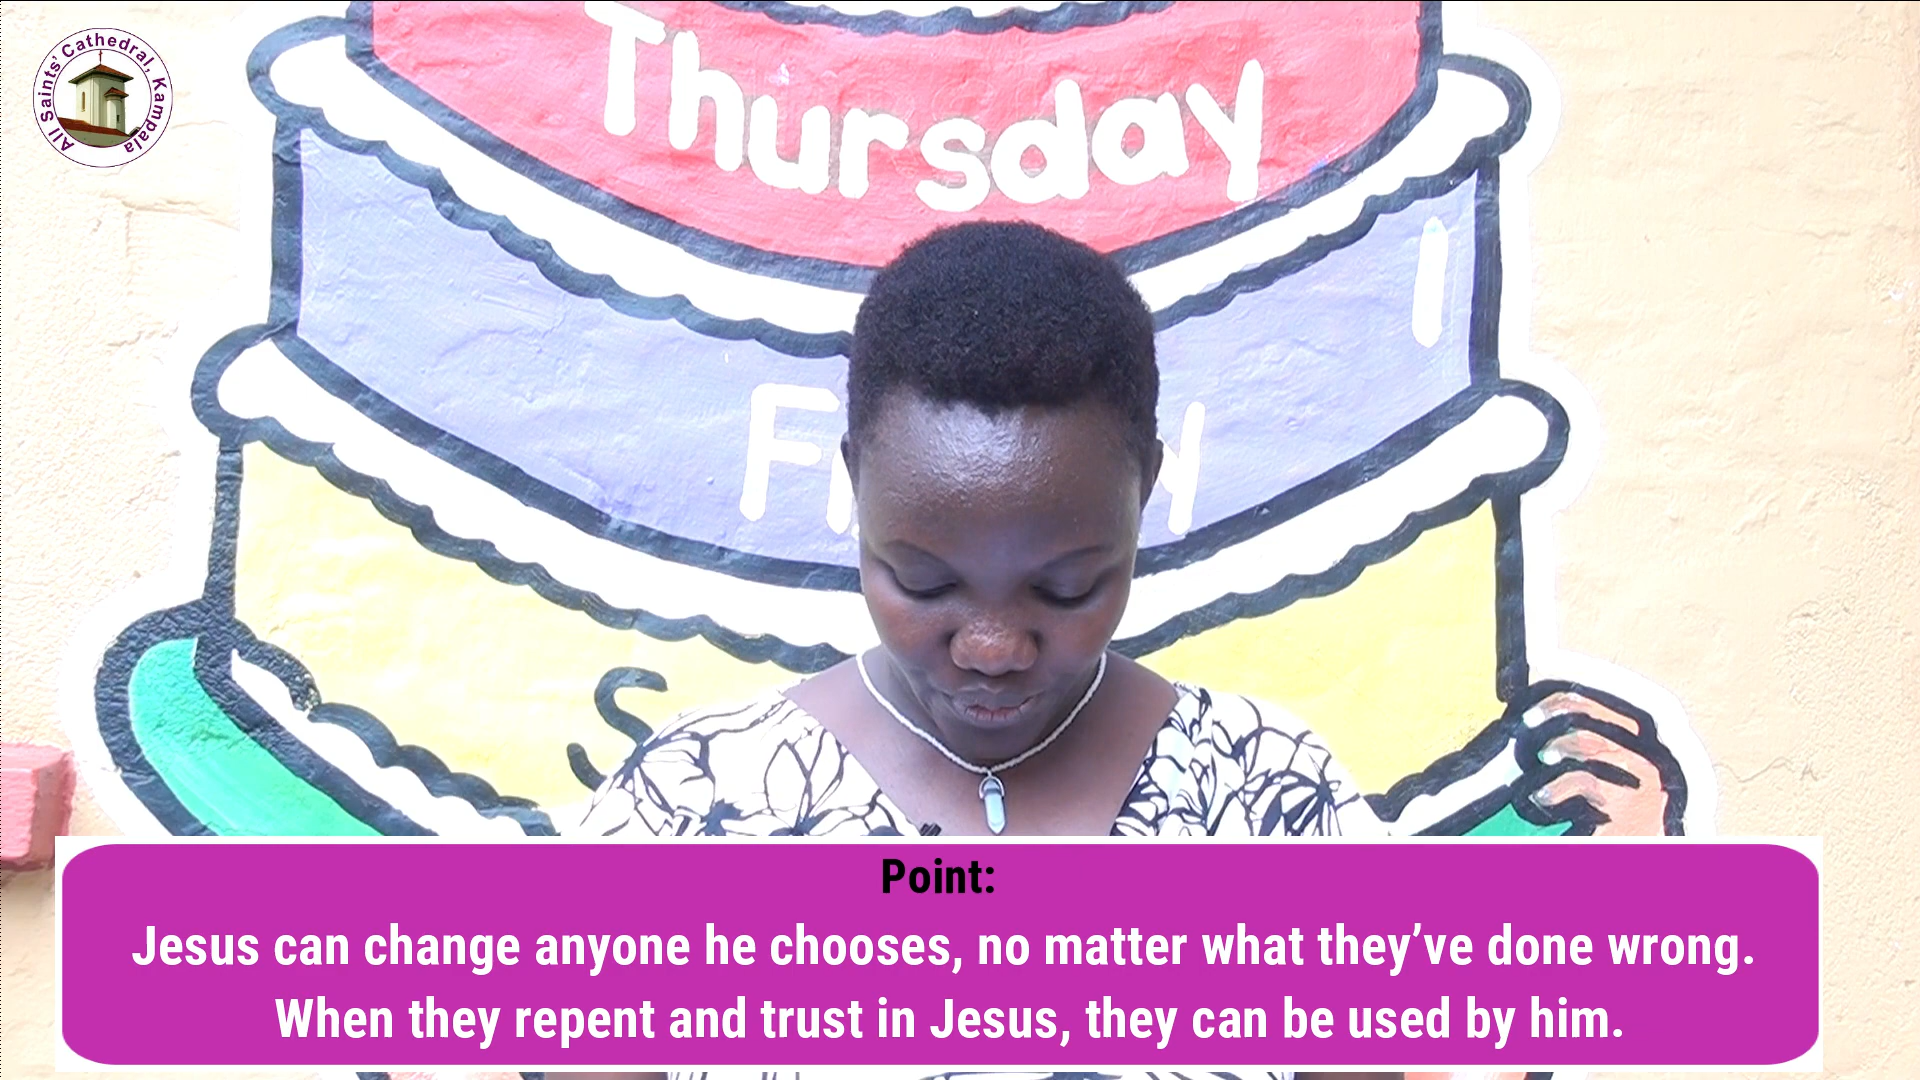 All Saints' Cathedral, Kampala
Thursday
Point:
Jesus can change anyone he chooses, no matter what they’ve done wrong.
When they repent and trust in Jesus, they can be used by him.